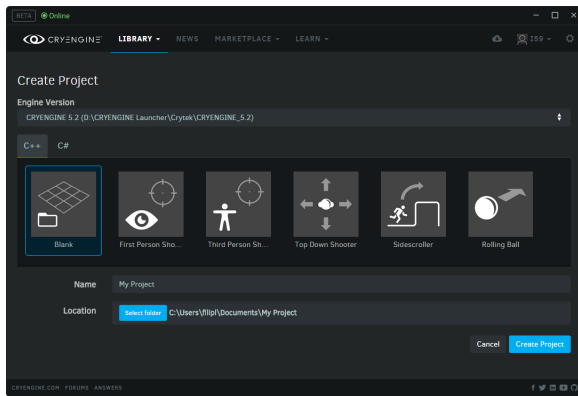 BETA Online
CRYENGINE LIBRARY NEWS MARKETPLACE LEARN I59
Create Project
Engine Version
CRYENGINE 5.2 (D:\CRYENGINE Launcher\Crytek\CRYENGINE_5.2)
C++ C#
Blank First Person Sho... Third Person Sh... Top Down Shooter Sidescroller Rolling Ball
Name My Project
Location Select folder C:\Users\filipl\Documents\My Project
Cancel Create Project
CRYENGINE.COM FORUMS ANSWERS